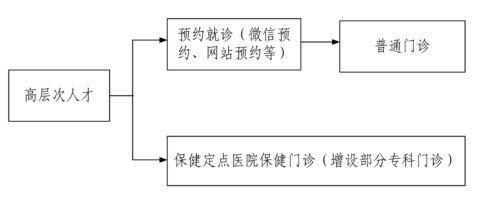 预约就诊（微信预
约、网站预约等）
普通门诊
高层次人才
保健定点医院保健门诊（增设部分专科门诊）